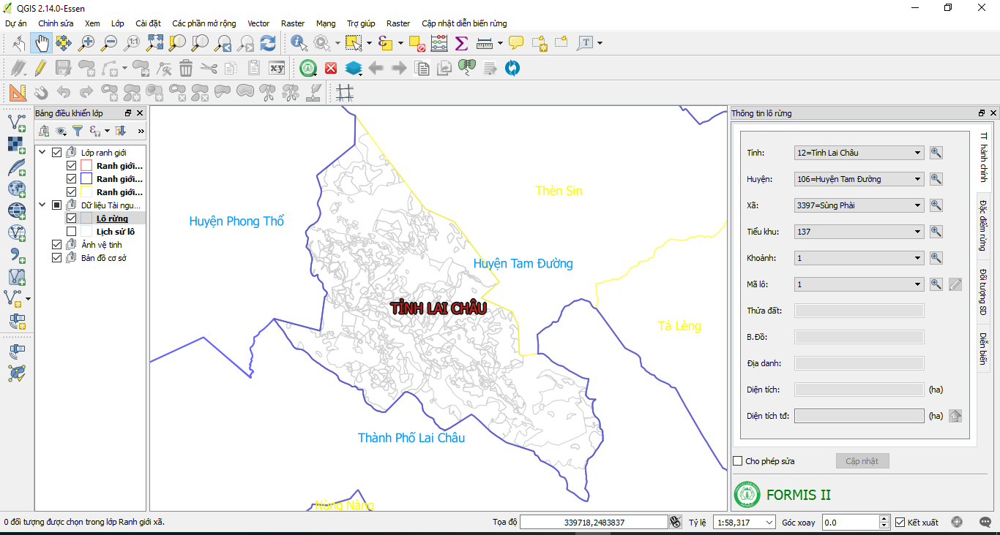 QGIS 2.14.0-Essen
Dự án Chỉnh sửa Xem Lớp Cài đặt Các phần mở rộng Vector Raster Mạng Trợ giúp Raster Cập nhật diễn biến rừng
Bảng điều khiển lớp
Lớp ranh giới
Ranh giới...
Ranh giới...
Ranh giới...
Dữ liệu Tài ngu...
Lô rừng
Lịch sử lô
Ảnh vệ tinh
Bản đồ cơ sở
Thèn Sin
Huyện Phong Thổ
Huyện Tam Đường
TỈNH LAI CHÂU
Tả Lèng
Thành Phố Lai Châu
Nùng Nàng
Thông tin lô rừng
Tỉnh: 12=Tỉnh Lai Châu
Huyện: 106=Huyện Tam Đường
Xã: 3397=Sùng Phài
Tiểu khu: 137
Khoảnh: 1
Mã lô: 1
Thửa đất:
B.Đồ:
Địa danh:
Diện tích: (ha)
Diện tích tđ: (ha)
TT hành chính
Đặc điểm rừng
Đối tượng SD
Diễn biến
Cho phép sửa Cập nhật
FORMIS II
0 đối tượng được chọn trong lớp Ranh giới xã.
Tọa độ 339718,2483837 Tỷ lệ 1:58,317 Góc xoay 0.0 Kết xuất